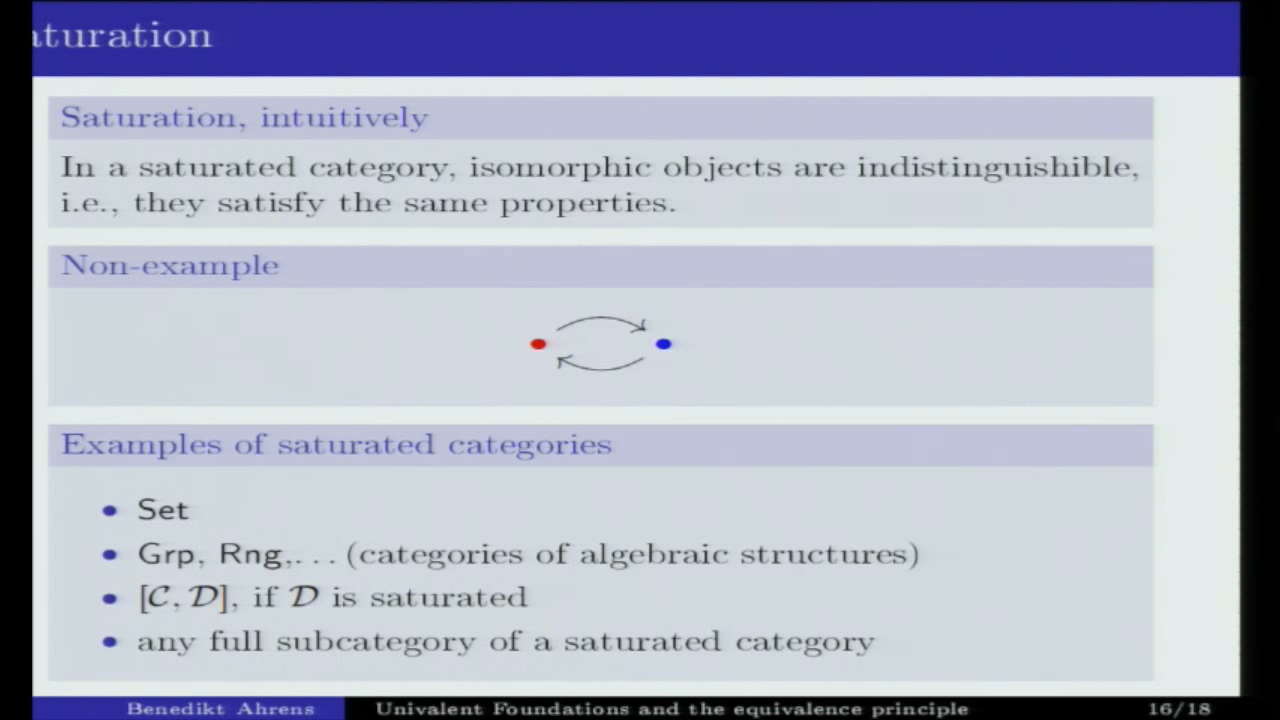 aturation
Saturation, intuitively
In a saturated category, isomorphic objects are indistinguishible,
i.e., they satisfy the same properties.
Non-example
Examples of saturated categories
• Set
• Grp, Rng,... (categories of algebraic structures)
• [𝒞, 𝒟], if 𝒟 is saturated
• any full subcategory of a saturated category
Benedikt Ahrens Univalent Foundations and the equivalence principle 16/18